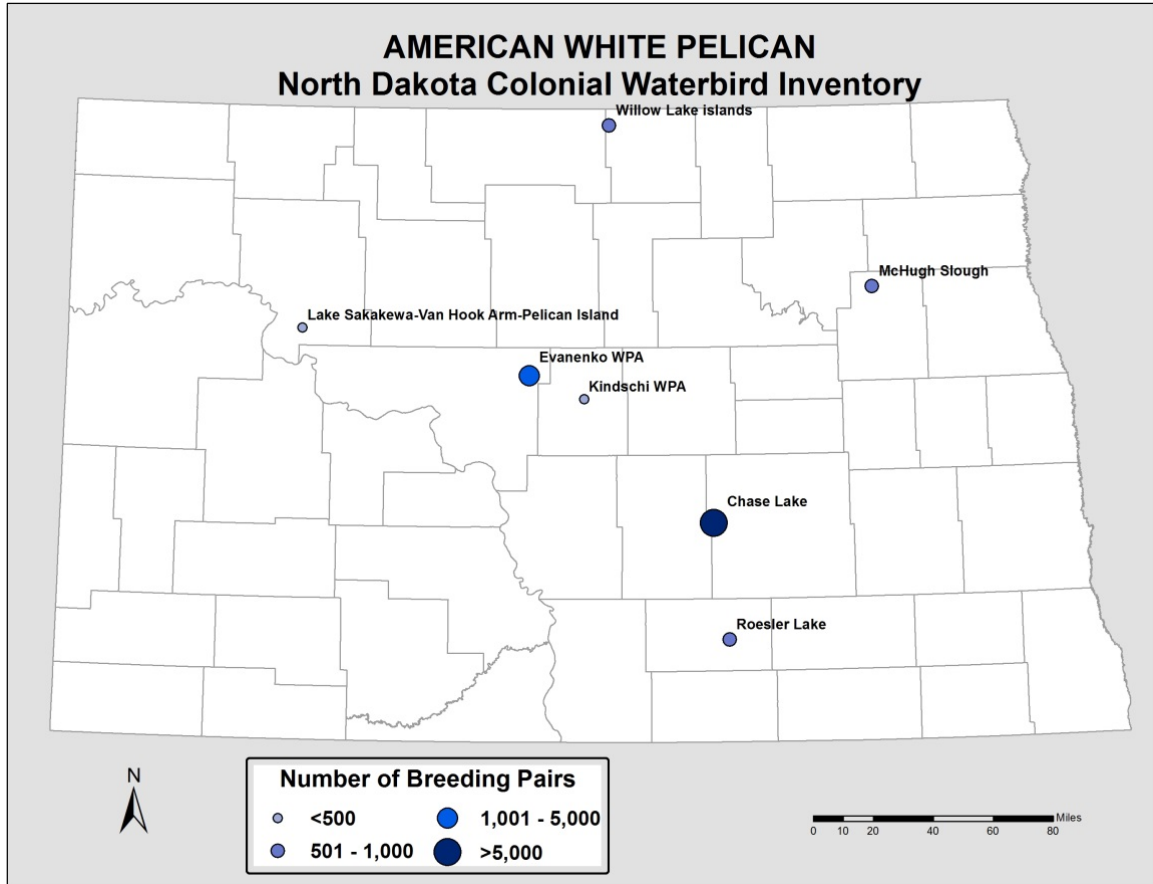 AMERICAN WHITE PELICAN
North Dakota Colonial Waterbird Inventory
Willow Lake islands
McHugh Slough
Lake Sakakewa-Van Hook Arm-Pelican Island
Evanenko WPA
Kindschi WPA
Chase Lake
Roesler Lake
N
Number of Breeding Pairs
<500
1,001 - 5,000
501 - 1,000
>5,000
Miles
0 10 20 40 60 80